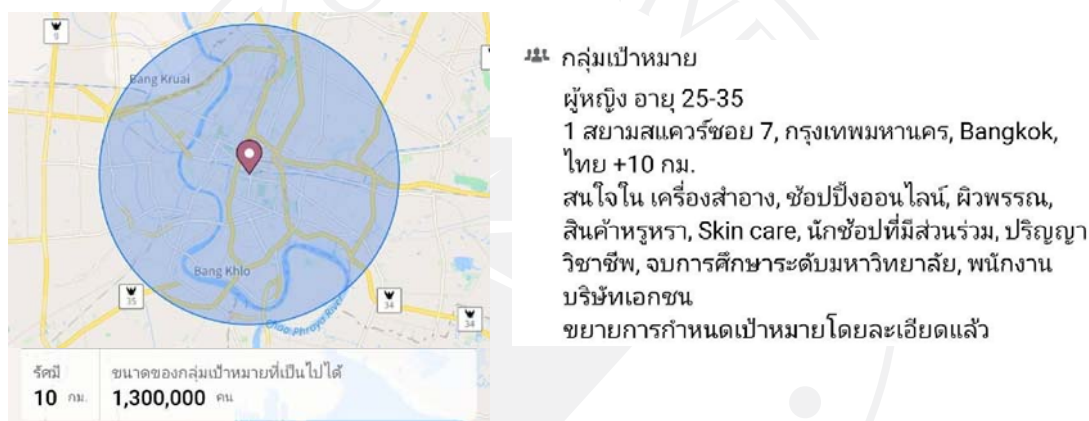 9
Bang Kruai
Bang Khlo
35
34
34
Chao Phraya River
รัศมี
10 กม.
ขนาดของกลุ่มเป้าหมายที่เป็นไปได้
1,300,000 คน
กลุ่มเป้าหมาย
ผู้หญิง อายุ 25-35
1 สยามสแควร์ซอย 7, กรุงเทพมหานคร, Bangkok,
ไทย +10 กม.
สนใจใน เครื่องสำอาง, ช้อปปิ้งออนไลน์, ผิวพรรณ,
สินค้าหรูหรา, Skin care, นักช้อปที่มีส่วนร่วม, ปริญญา
วิชาชีพ, จบการศึกษาระดับมหาวิทยาลัย, พนักงาน
บริษัทเอกชน
ขยายการกำหนดเป้าหมายโดยละเอียดแล้ว